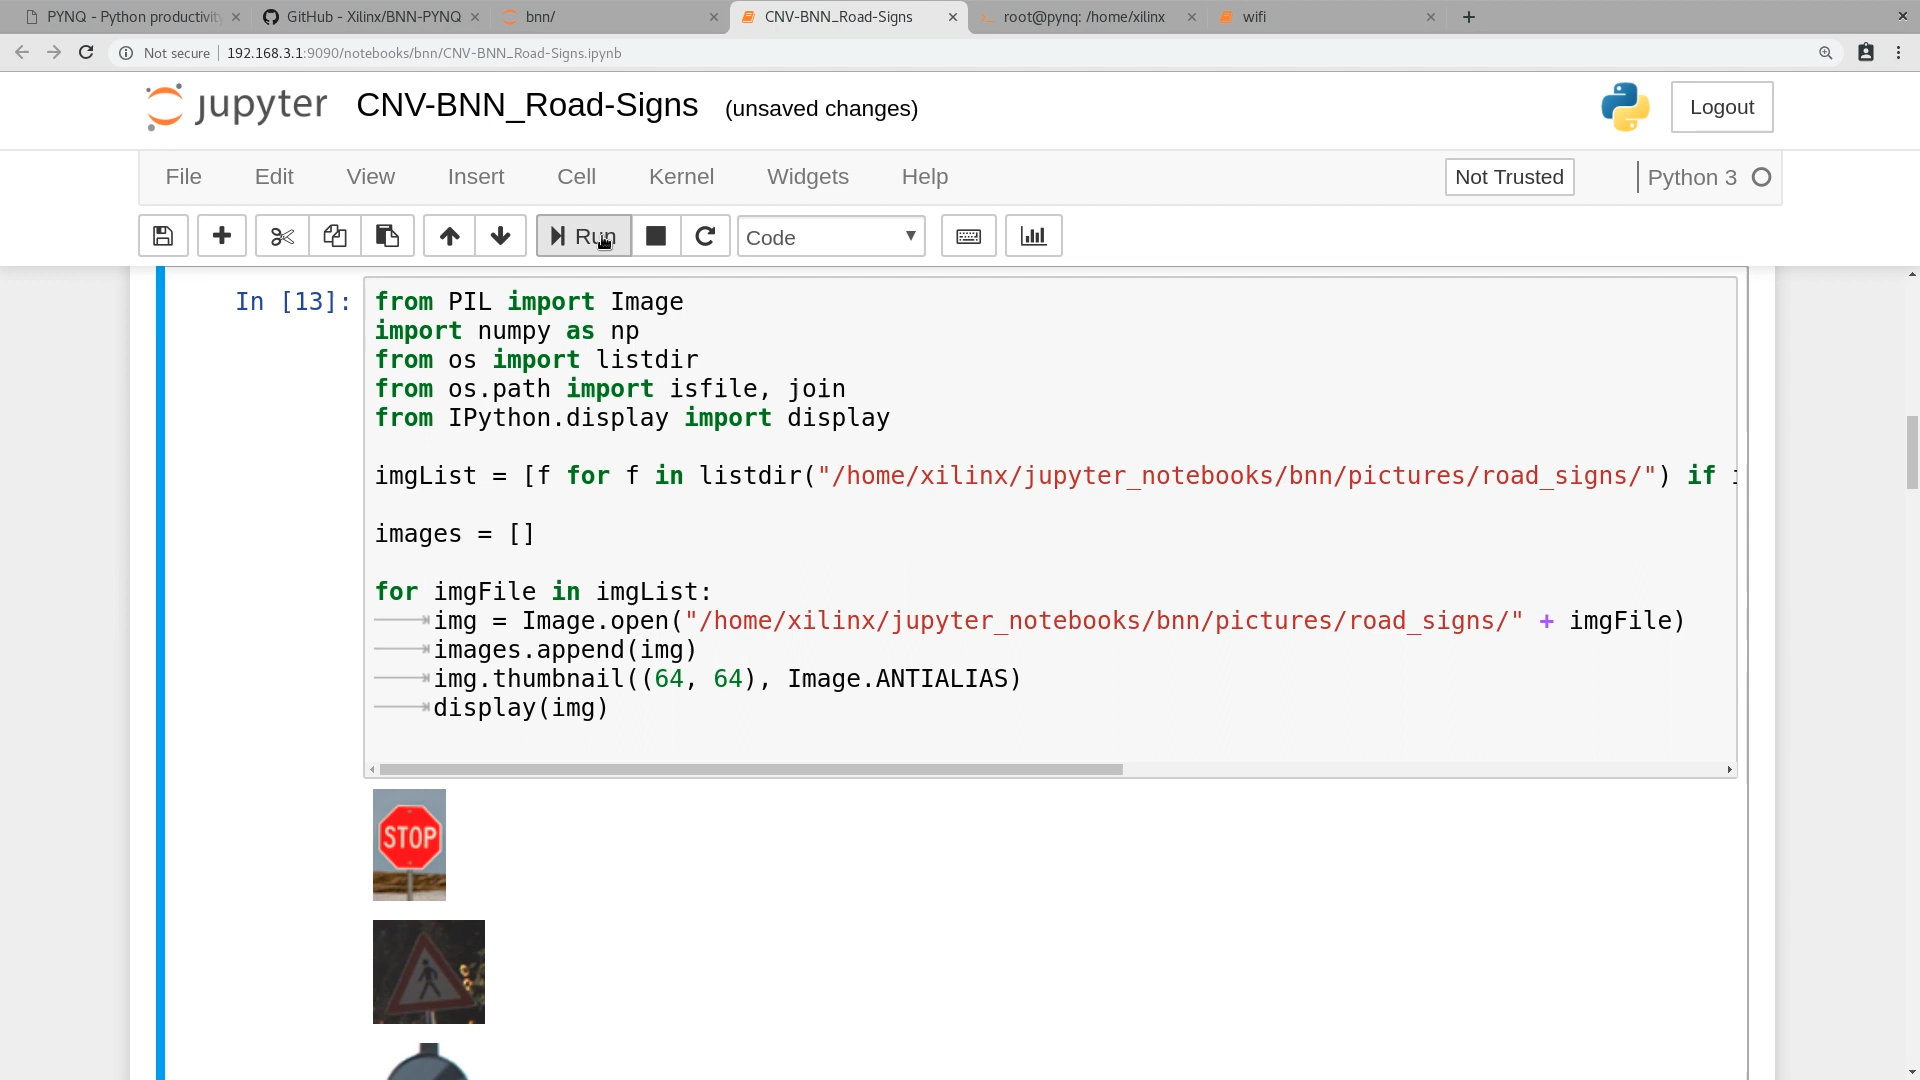 PYNQ - Python productivity
GitHub - Xilinx/BNN-PYNQ
bnn/
CNV-BNN_Road-Signs
root@pynq: /home/xilinx
wifi
Not secure
192.168.3.1:9090/notebooks/bnn/CNV-BNN_Road-Signs.ipynb
jupyter CNV-BNN_Road-Signs (unsaved changes)
Logout
File Edit View Insert Cell Kernel Widgets Help
Not Trusted
Python 3
Run
Code
In [13]:
from PIL import Image
import numpy as np
from os import listdir
from os.path import isfile, join
from IPython.display import display
imgList = [f for f in listdir("/home/xilinx/jupyter_notebooks/bnn/pictures/road_signs/") if
images = []
for imgFile in imgList:
img = Image.open("/home/xilinx/jupyter_notebooks/bnn/pictures/road_signs/" + imgFile)
images.append(img)
img.thumbnail((64, 64), Image.ANTIALIAS)
display(img)
STOP